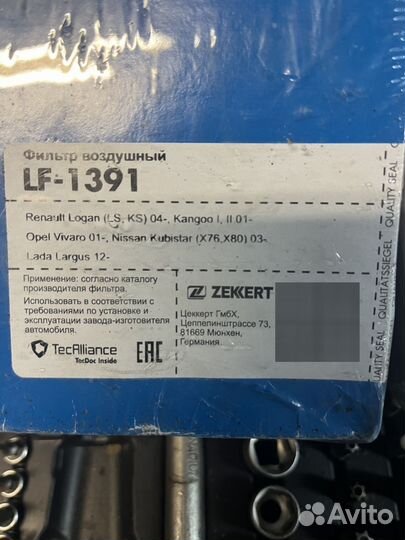 Фильтр воздушный
LF-1391
Renault Logan (LS, KS) 04-, Kangoo I, II 01-
Opel Vivaro 01-, Nissan Kubistar (X76,X80) 03-
Lada Largus 12-
Применение: согласно каталогу
производителя фильтра.
Использовать в соответствии с
требованиями по установке и
эксплуатации завода-изготовителя
автомобиля.
TecAlliance
TecDoc Inside
EAC
ZEKKERT
Цеккерт ГмбХ,
Цеппелинштрассе 73,
81669 Мюнхен,
Германия
QUALITY SEAL
QUALITÄTSSIEGEL
QUALITY SEAL
Avito